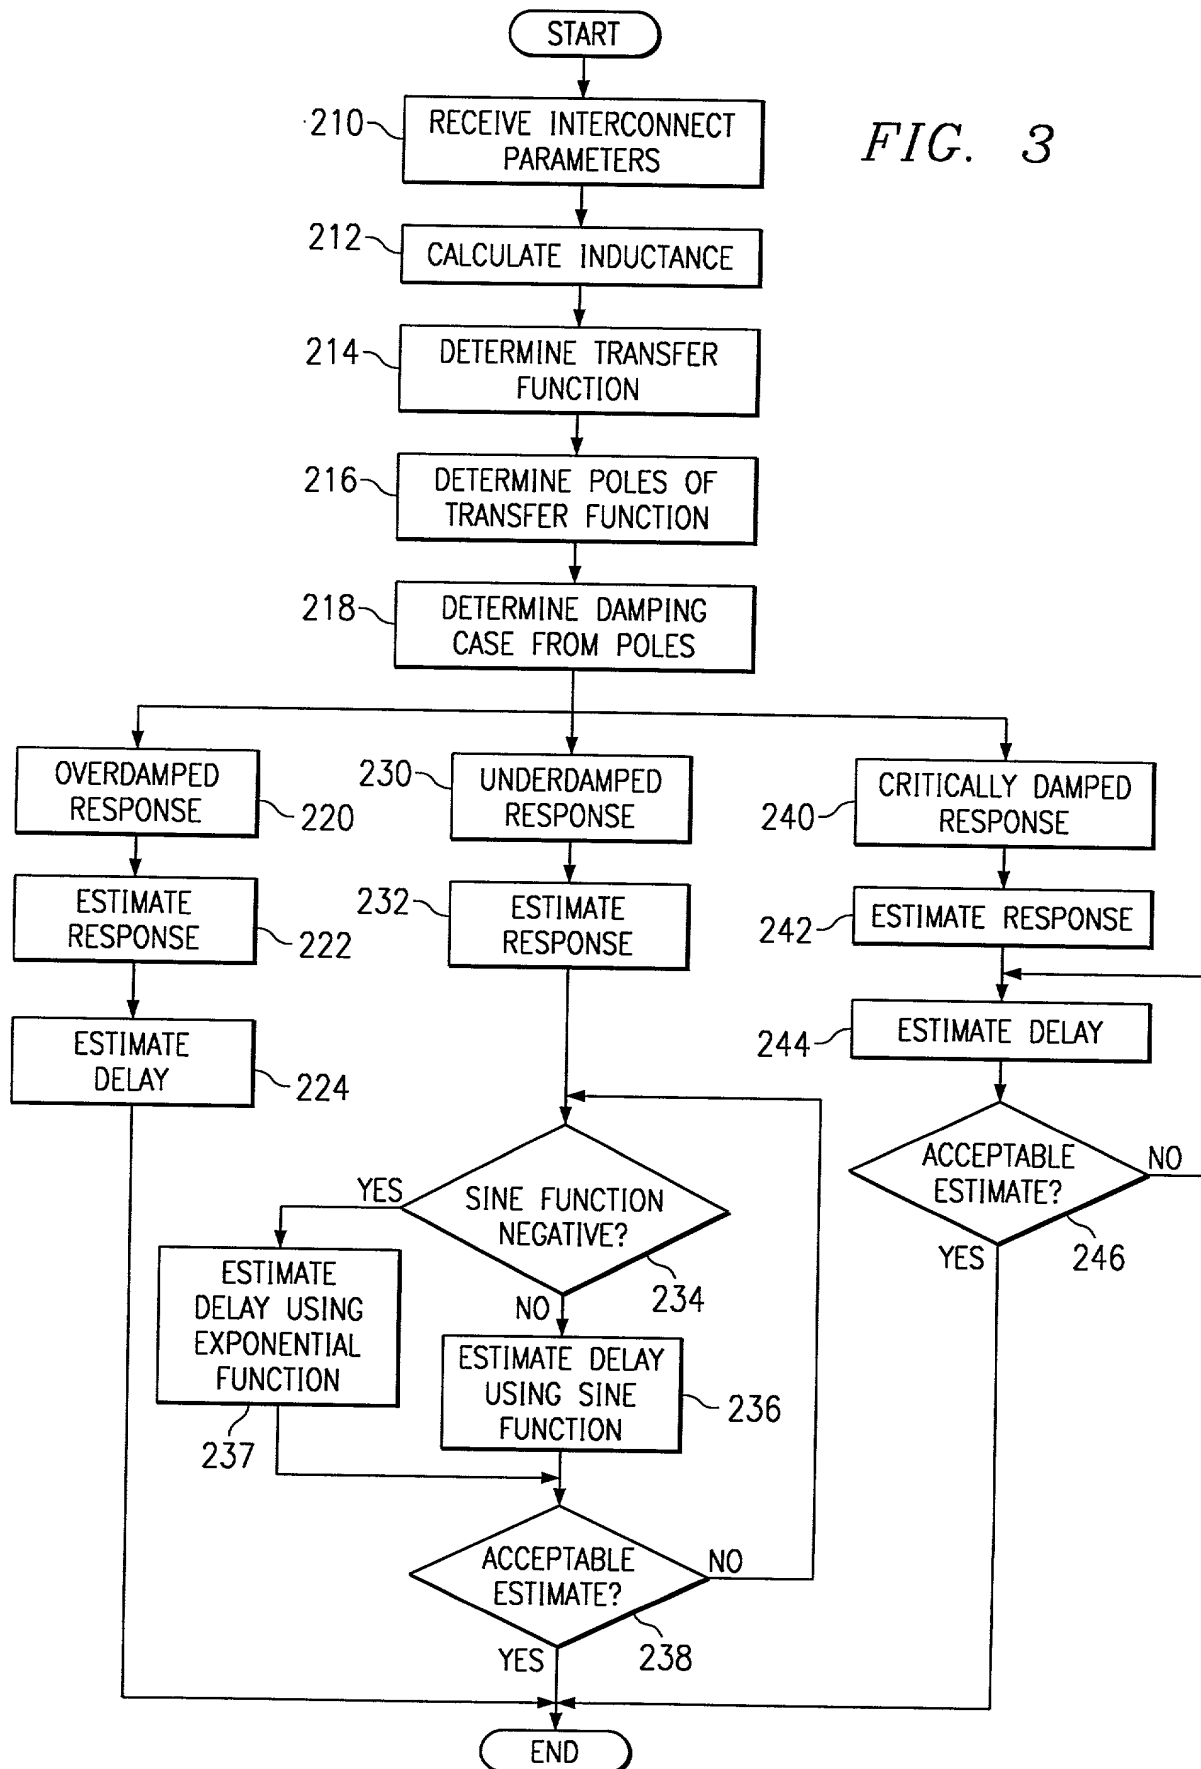 START
210
RECEIVE INTERCONNECT
PARAMETERS
FIG. 3
212
CALCULATE INDUCTANCE
214
DETERMINE TRANSFER
FUNCTION
216
DETERMINE POLES OF
TRANSFER FUNCTION
218
DETERMINE DAMPING
CASE FROM POLES
OVERDAMPED
RESPONSE
220
230
UNDERDAMPED
RESPONSE
240
CRITICALLY DAMPED
RESPONSE
ESTIMATE
RESPONSE
222
232
ESTIMATE
RESPONSE
242
ESTIMATE RESPONSE
ESTIMATE
DELAY
224
244
ESTIMATE DELAY
ACCEPTABLE
ESTIMATE?
NO
YES
246
YES
SINE FUNCTION
NEGATIVE?
234
NO
ESTIMATE
DELAY USING
EXPONENTIAL
FUNCTION
237
ESTIMATE DELAY
USING SINE
FUNCTION
236
ACCEPTABLE
ESTIMATE?
NO
YES
238
END